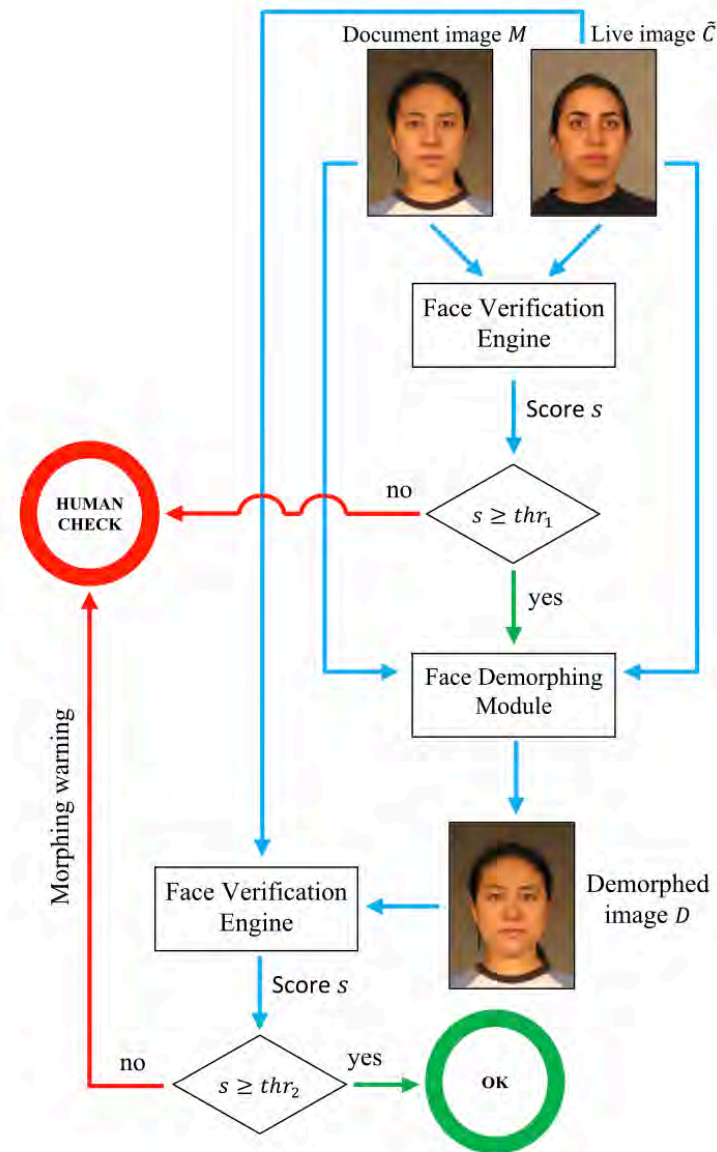 Document image M
Live image C̃
Face Verification
Engine
Score s
no
HUMAN
CHECK
s ≥ thr₁
yes
Face Demorphing
Module
Morphing warning
Face Verification
Engine
Demorphed
image D
Score s
no
yes
s ≥ thr₂
OK